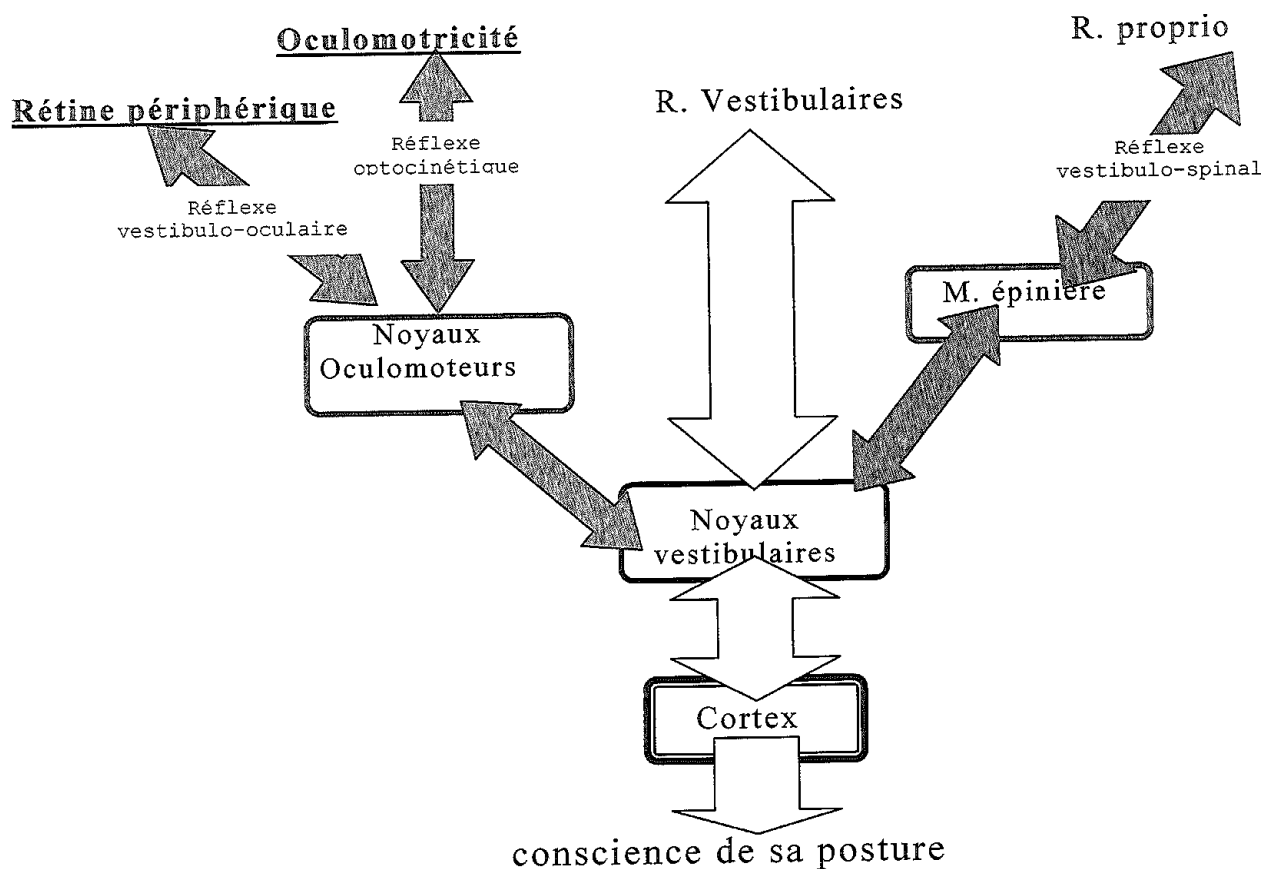 Oculomotricité
R. proprio
Rétine périphérique
R. Vestibulaires
Réflexe
optocinétique
Réflexe
vestibulo-spinal
Réflexe
vestibulo-oculaire
M. épinière
Noyaux
Oculomoteurs
Noyaux
vestibulaires
Cortex
conscience de sa posture